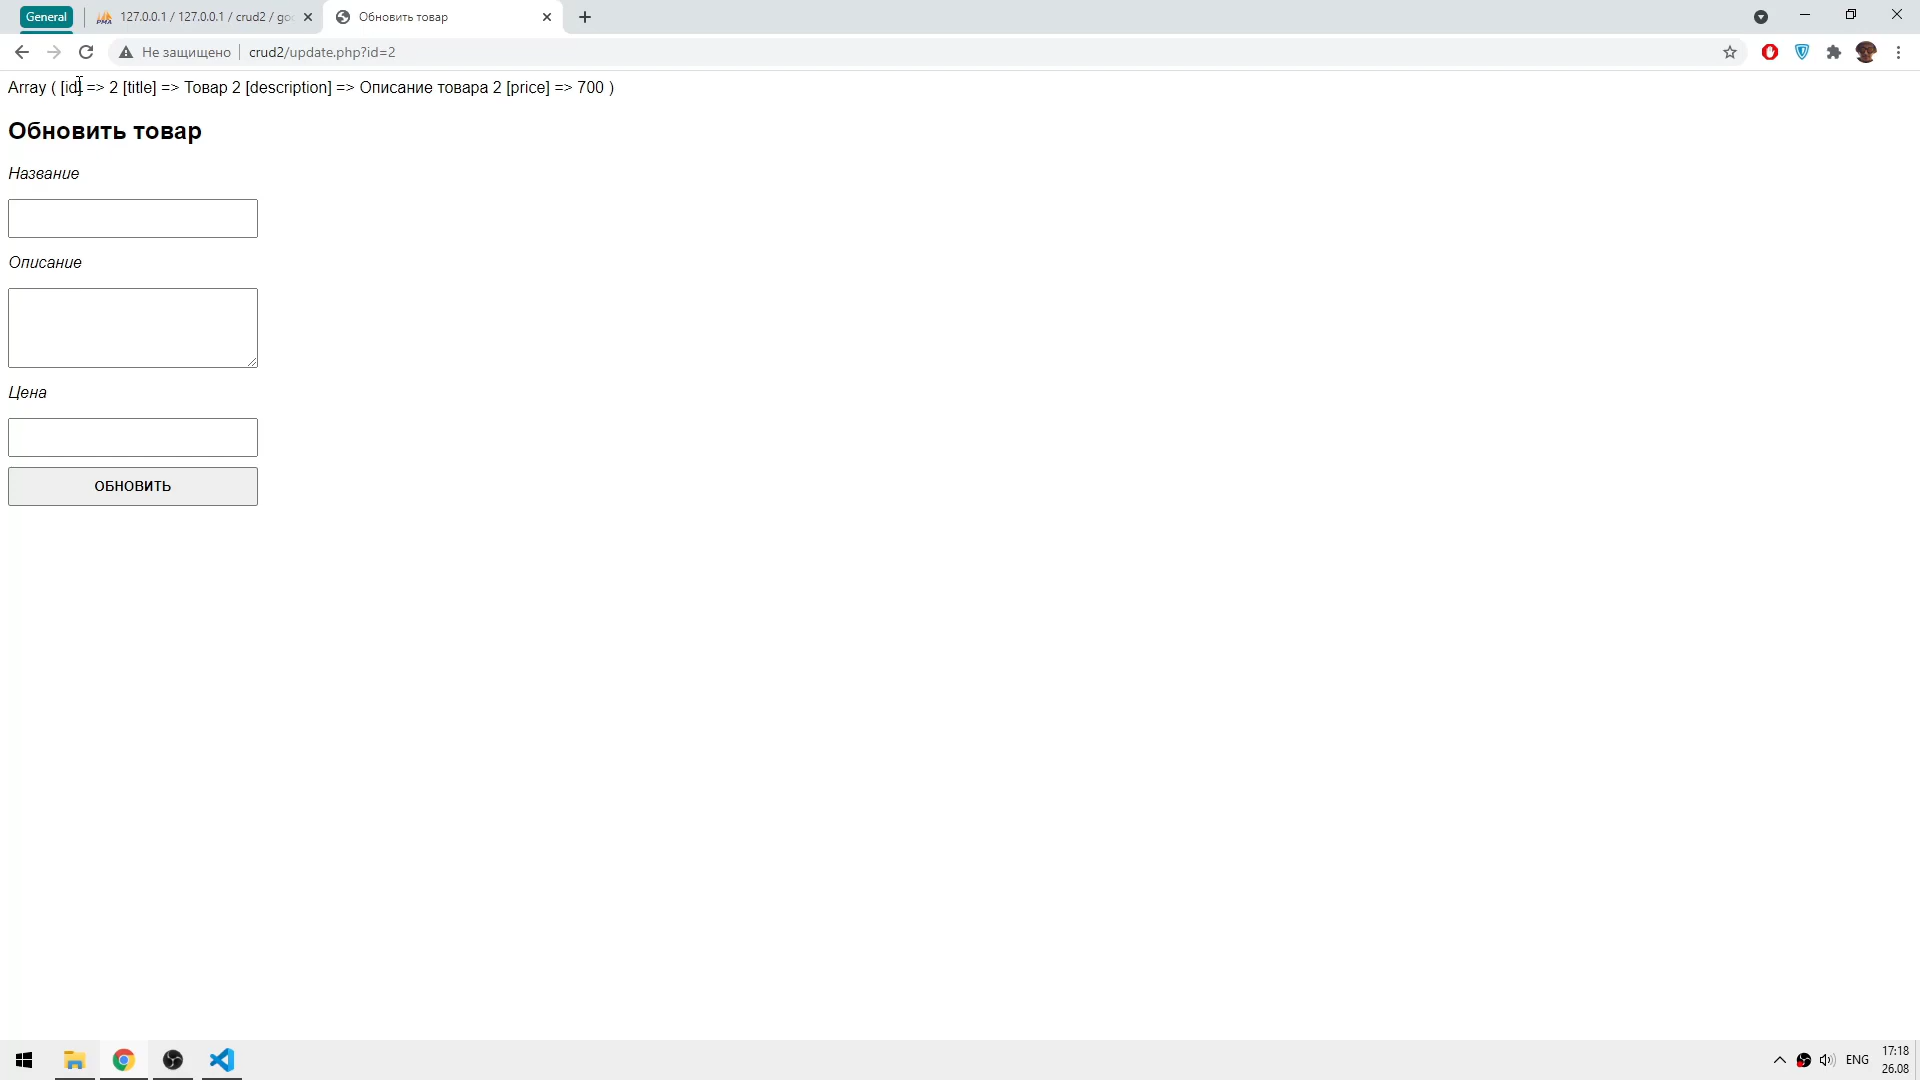 General
127.0.0.1 / 127.0.0.1 / crud2 / goo
Обновить товар
Не защищено
crud2/update.php?id=2
Array ( [id] => 2 [title] => Товар 2 [description] => Описание товара 2 [price] => 700 )
Обновить товар
Название
Описание
Цена
ОБНОВИТЬ
ENG
17:18
26.08